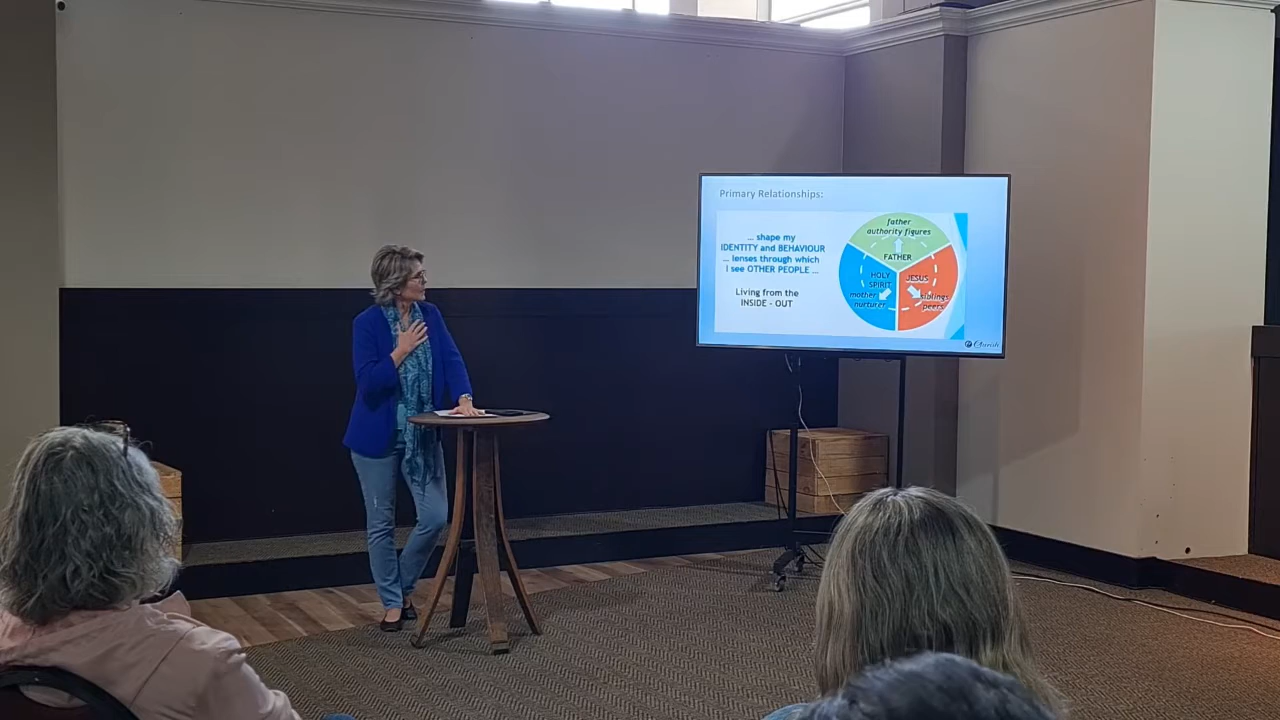 Primary Relationships:
... shape my
IDENTITY and BEHAVIOUR
... lenses through which
I see OTHER PEOPLE ...
Living from the
INSIDE - OUT
father
authority figures
FATHER
HOLY
SPIRIT
mother
nurturer
JESUS
siblings
peers
Church